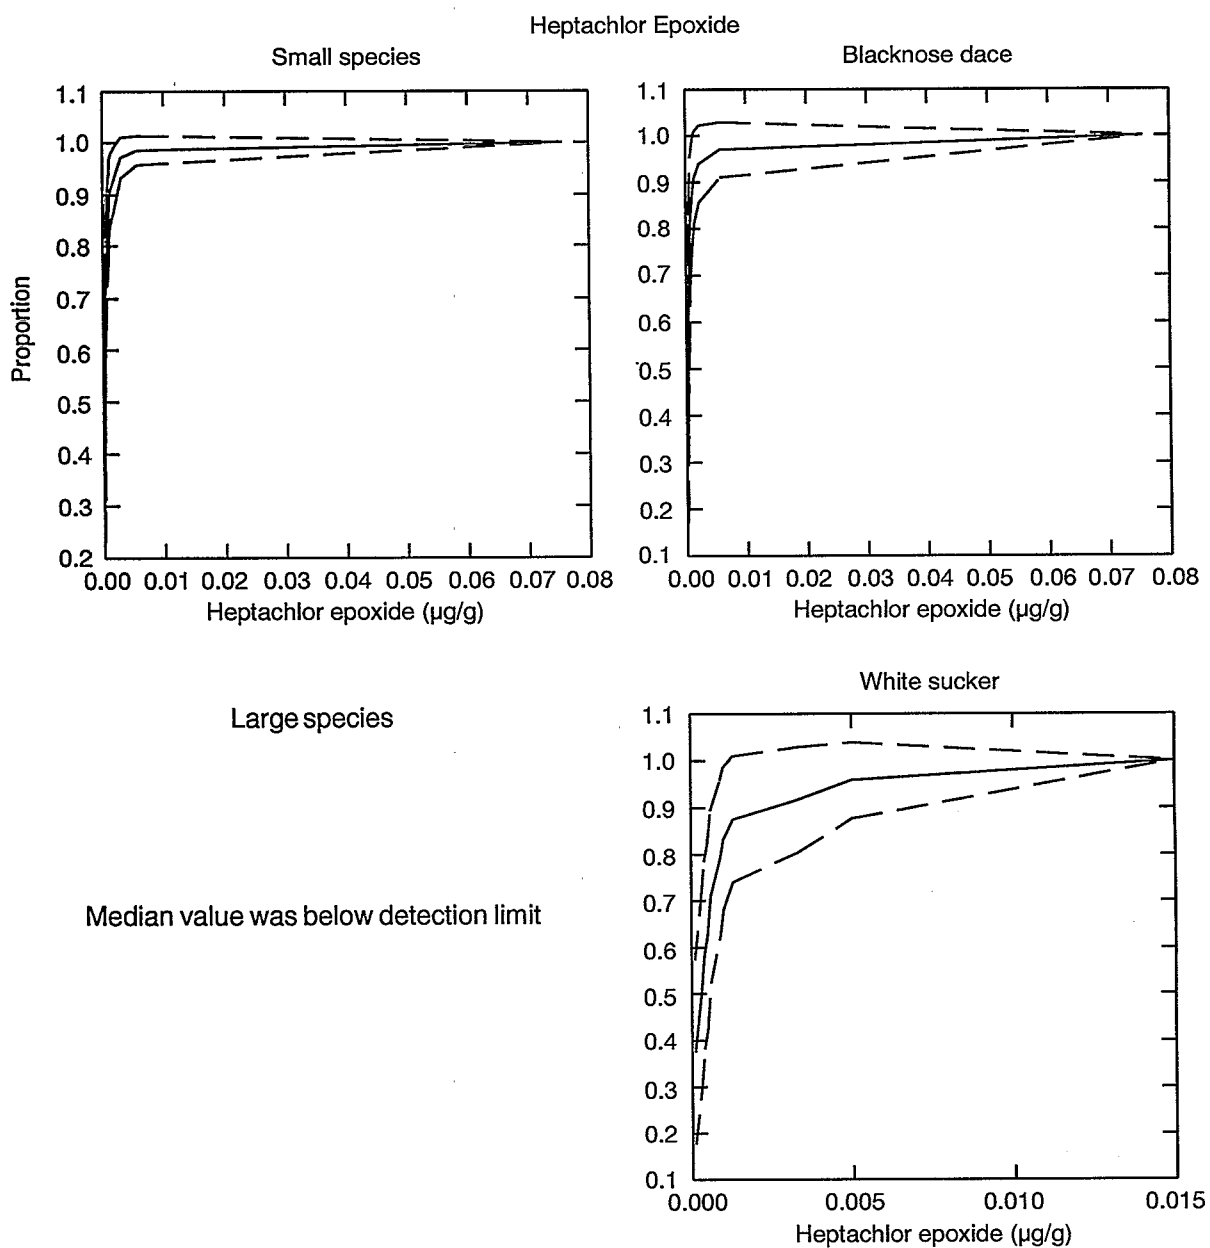 Heptachlor Epoxide
Small species
Blacknose dace
1.1
1.0
0.9
0.8
0.7
0.6
0.5
0.4
0.3
0.2
Proportion
0.00 0.01 0.02 0.03 0.04 0.05 0.06 0.07 0.08
Heptachlor epoxide (µg/g)
1.1
1.0
0.9
0.8
0.7
0.6
0.5
0.4
0.3
0.2
0.1
0.00 0.01 0.02 0.03 0.04 0.05 0.06 0.07 0.08
Heptachlor epoxide (µg/g)
Large species
Median value was below detection limit
White sucker
1.1
1.0
0.9
0.8
0.7
0.6
0.5
0.4
0.3
0.2
0.1
0.000 0.005 0.010 0.015
Heptachlor epoxide (µg/g)